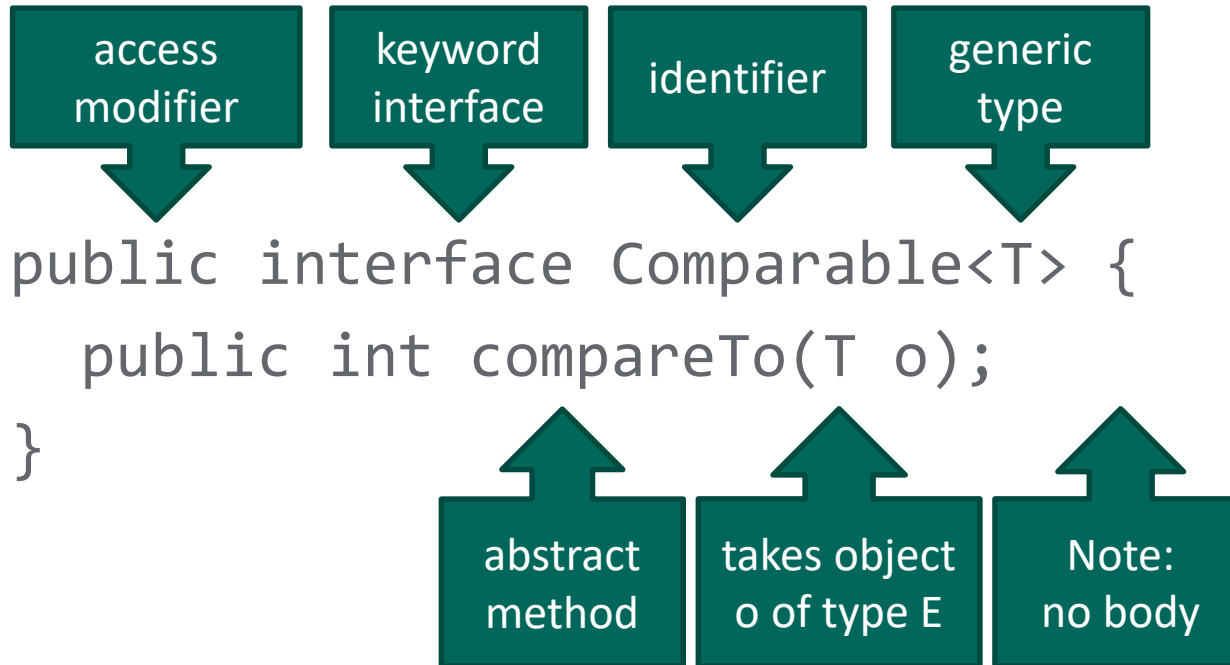 access
modifier
keyword
interface
identifier
generic
type
public interface Comparable<T> {
public int compareTo(T o);
}
abstract
method
takes object
o of type E
Note:
no body